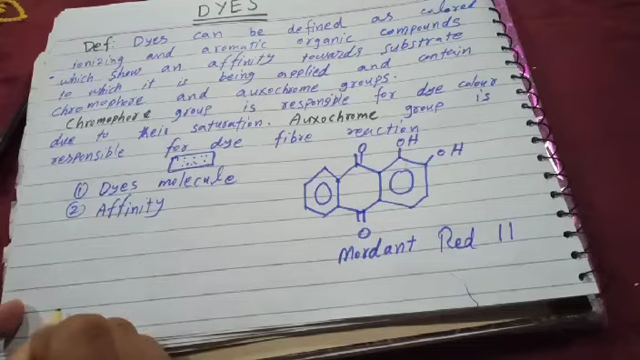 DYES
Def: Dyes can be defined as colored
ionizing and aromatic organic compounds
which show an affinity towards substrate
to which it is being applied and contain
chromophore and auxochrome groups.
Chromophore group is responsible for dye colour
due to their saturation. Auxochrome group is
responsible for dye fibre reaction
① Dyes molecule
② Affinity
O
OH
OH
O
Mordant Red 11